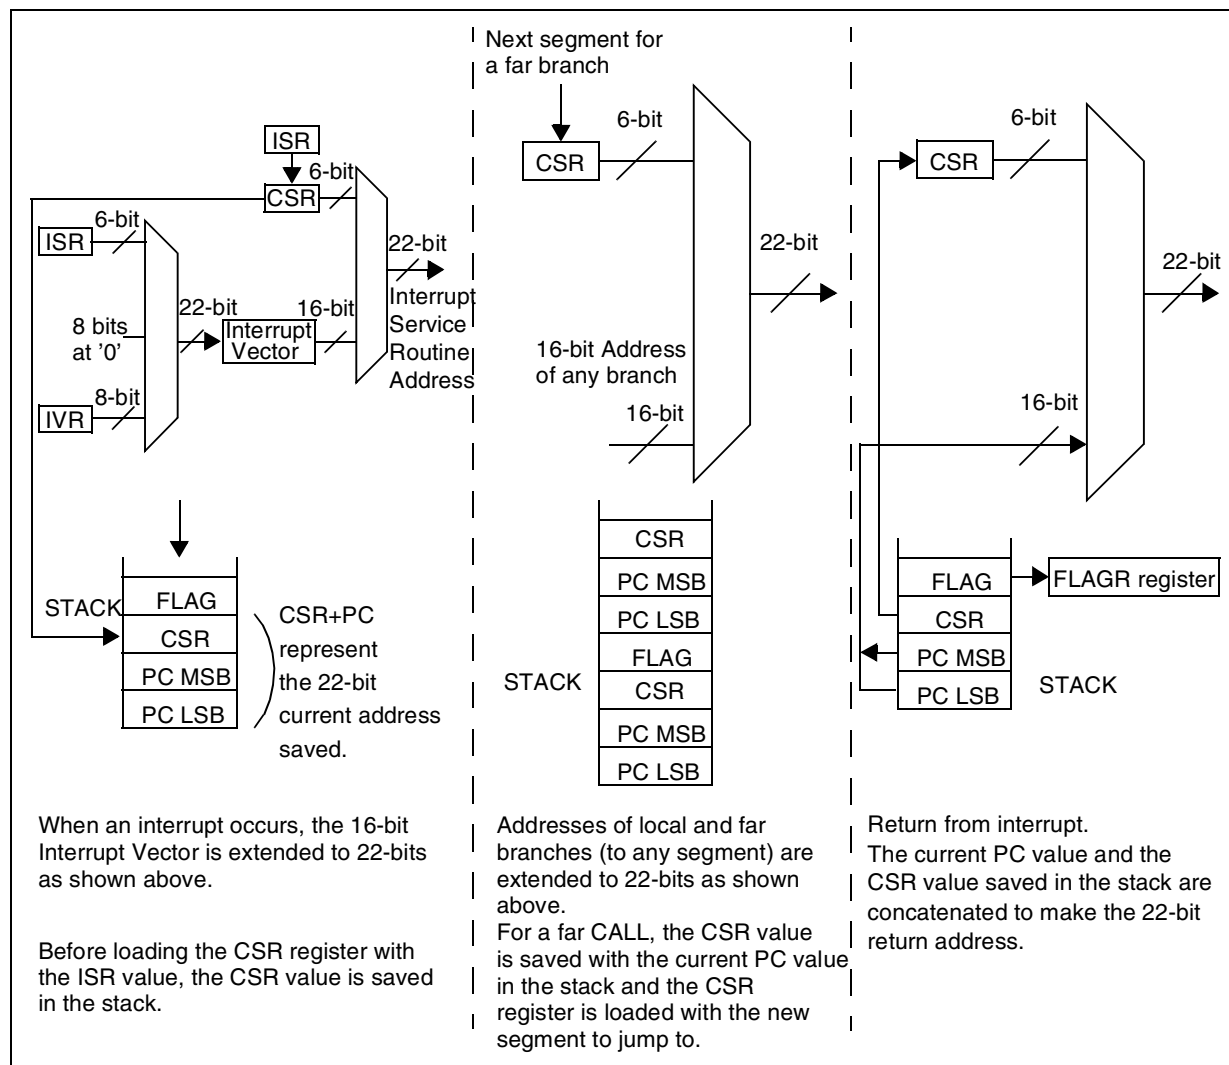 ISR
CSR
6-bit
ISR
6-bit
22-bit
8 bits
at '0'
22-bit
Interrupt
Vector
16-bit
Interrupt
Service
Routine
Address
IVR
8-bit
STACK
FLAG
CSR
PC MSB
PC LSB
CSR+PC
represent
the 22-bit
current address
saved.
When an interrupt occurs, the 16-bit
Interrupt Vector is extended to 22-bits
as shown above.
Before loading the CSR register with
the ISR value, the CSR value is saved
in the stack.
Next segment for
a far branch
CSR
6-bit
22-bit
16-bit Address
of any branch
16-bit
STACK
CSR
PC MSB
PC LSB
FLAG
CSR
PC MSB
PC LSB
Addresses of local and far
branches (to any segment) are
extended to 22-bits as shown
above.
For a far CALL, the CSR value
is saved with the current PC value
in the stack and the CSR
register is loaded with the new
segment to jump to.
CSR
6-bit
22-bit
16-bit
FLAG
CSR
PC MSB
PC LSB
FLAGR register
STACK
Return from interrupt.
The current PC value and the
CSR value saved in the stack are
concatenated to make the 22-bit
return address.